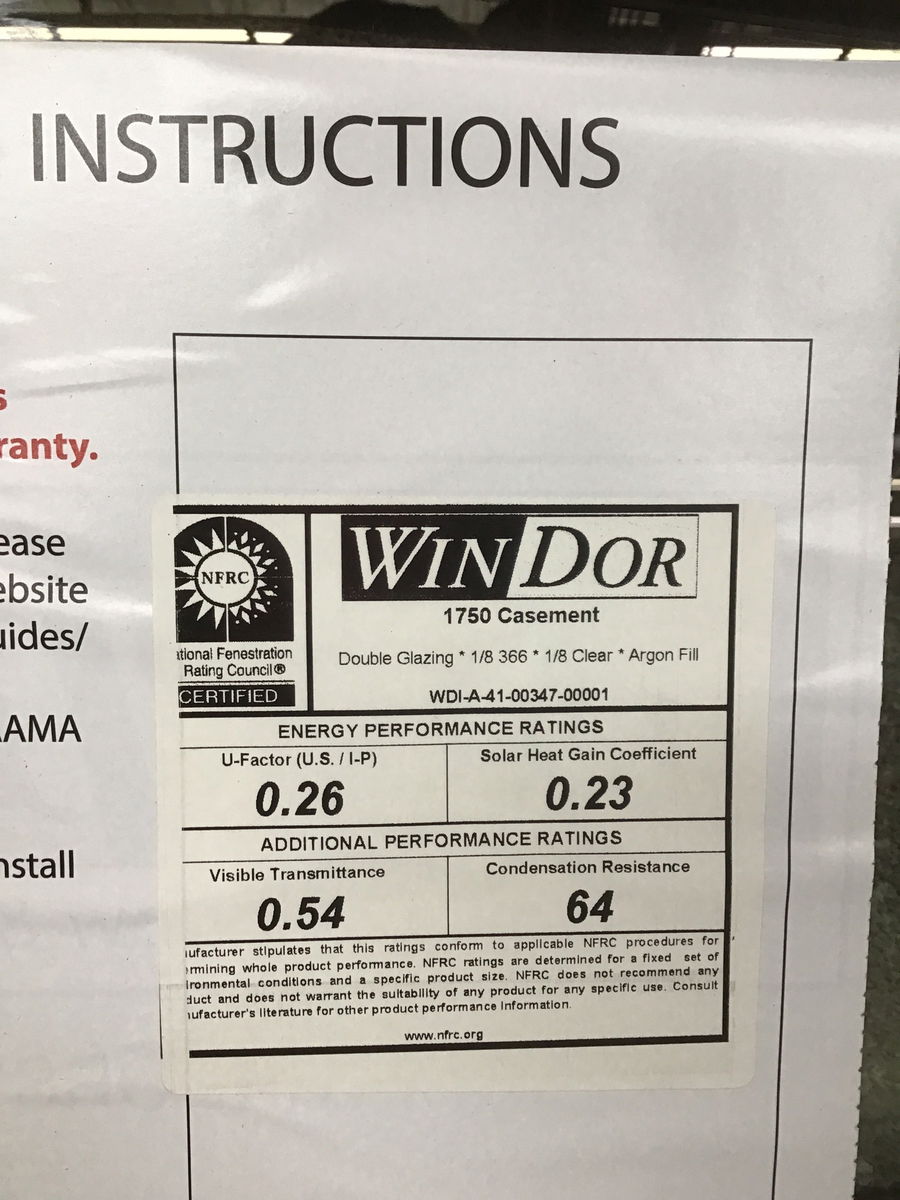 INSTRUCTIONS
s
ranty.
ease
ebsite
uides/
AAMA
nstall
NFRC
ational Fenestration
Rating Council®
CERTIFIED
WINDOR
1750 Casement
Double Glazing * 1/8 366 * 1/8 Clear * Argon Fill
WDI-A-41-00347-00001
ENERGY PERFORMANCE RATINGS
U-Factor (U.S. / I-P)
Solar Heat Gain Coefficient
0.26
0.23
ADDITIONAL PERFORMANCE RATINGS
Visible Transmittance
Condensation Resistance
0.54
64
ufacturer stipulates that this ratings conform to applicable NFRC procedures for
rmining whole product performance. NFRC ratings are determined for a fixed set of
ironmental conditions and a specific product size. NFRC does not recommend any
duct and does not warrant the suitability of any product for any specific use. Consult
nufacturer's literature for other product performance information.
www.nfrc.org